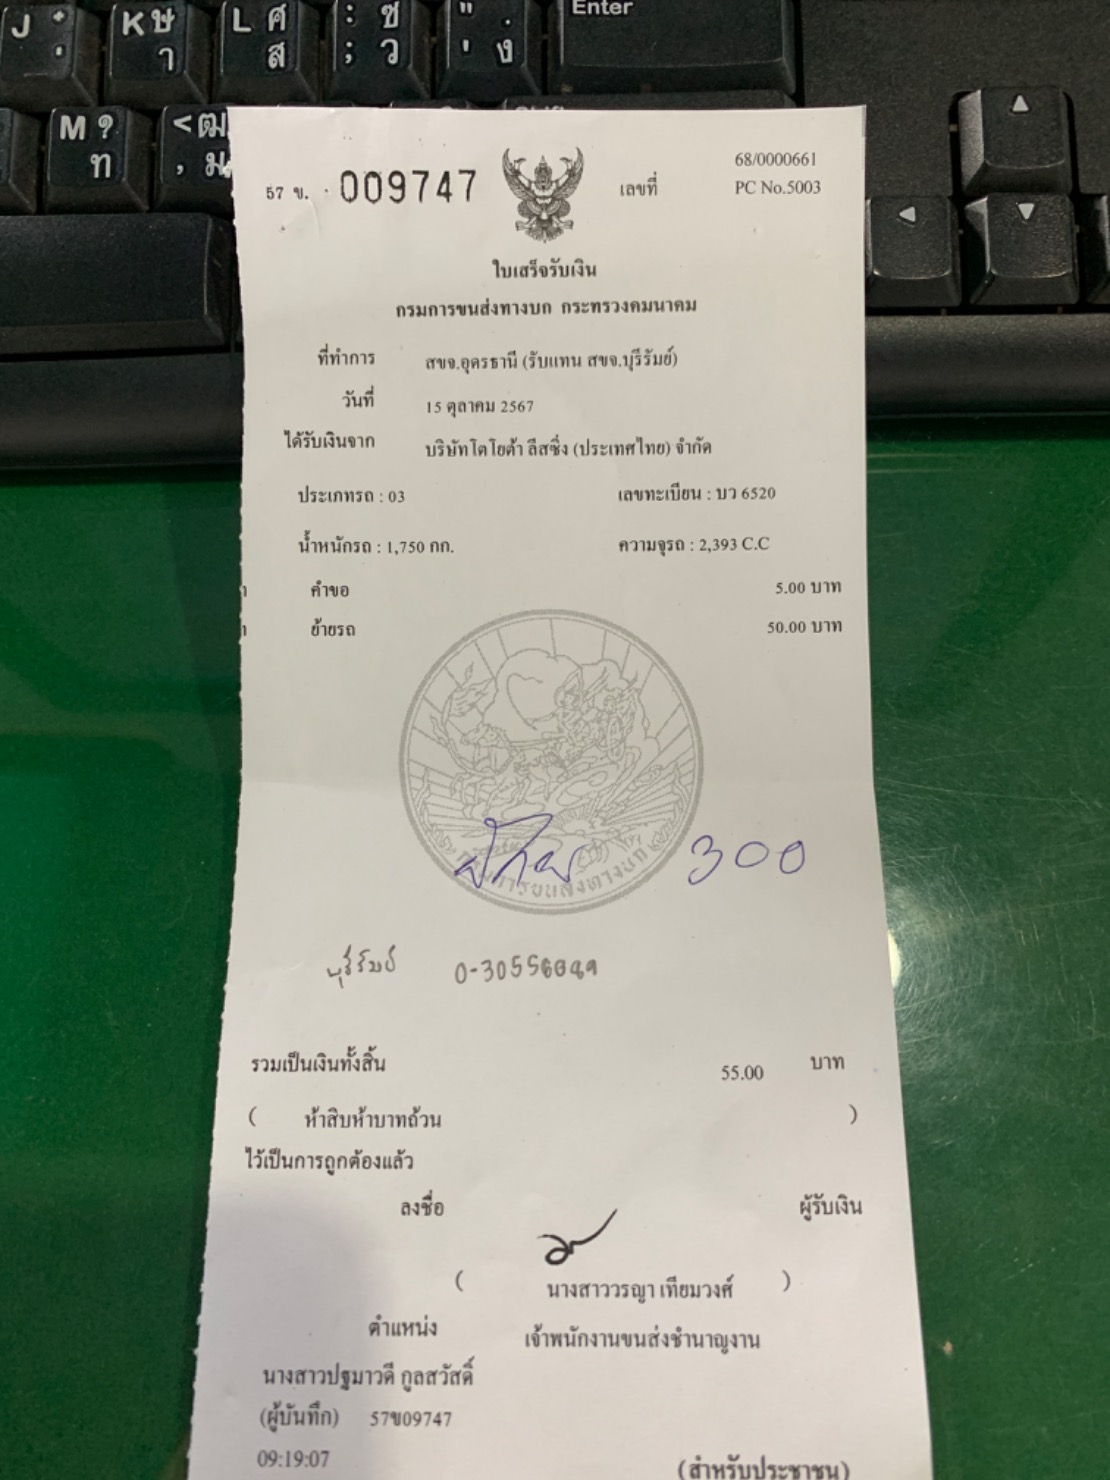 J
K ษ า
L ศ ส
: ซ ; ว
" . ' ง
Enter
M ? ท
< ฒ , ม
57 ข. 009747
เลขที่
68/0000661
PC No.5003
ใบเสร็จรับเงิน
กรมการขนส่งทางบก กระทรวงคมนาคม
ที่ทำการ สขจ.อุดรธานี (รับแทน สขจ.บุรีรัมย์)
วันที่ 15 ตุลาคม 2567
ได้รับเงินจาก บริษัทโตโยต้า ลีสซิ่ง (ประเทศไทย) จำกัด
ประเภทรถ : 03 เลขทะเบียน : บว 6520
น้ำหนักรถ : 1,750 กก. ความจุรถ : 2,393 C.C
คำขอ 5.00 บาท
ย้ายรถ 50.00 บาท
กรมการขนส่งทางบก
300
บุรีรัมย์
รวมเป็นเงินทั้งสิ้น 55.00 บาท
( ห้าสิบห้าบาทถ้วน )
ไว้เป็นการถูกต้องแล้ว
ลงชื่อ ผู้รับเงิน
( นางสาววรญา เทียมวงศ์ )
ตำแหน่ง เจ้าพนักงานขนส่งชำนาญงาน
นางสาวปฐมาวดี กูลสวัสดิ์
(ผู้บันทึก) 57ข09747
09:19:07
(สำหรับประชาชน)